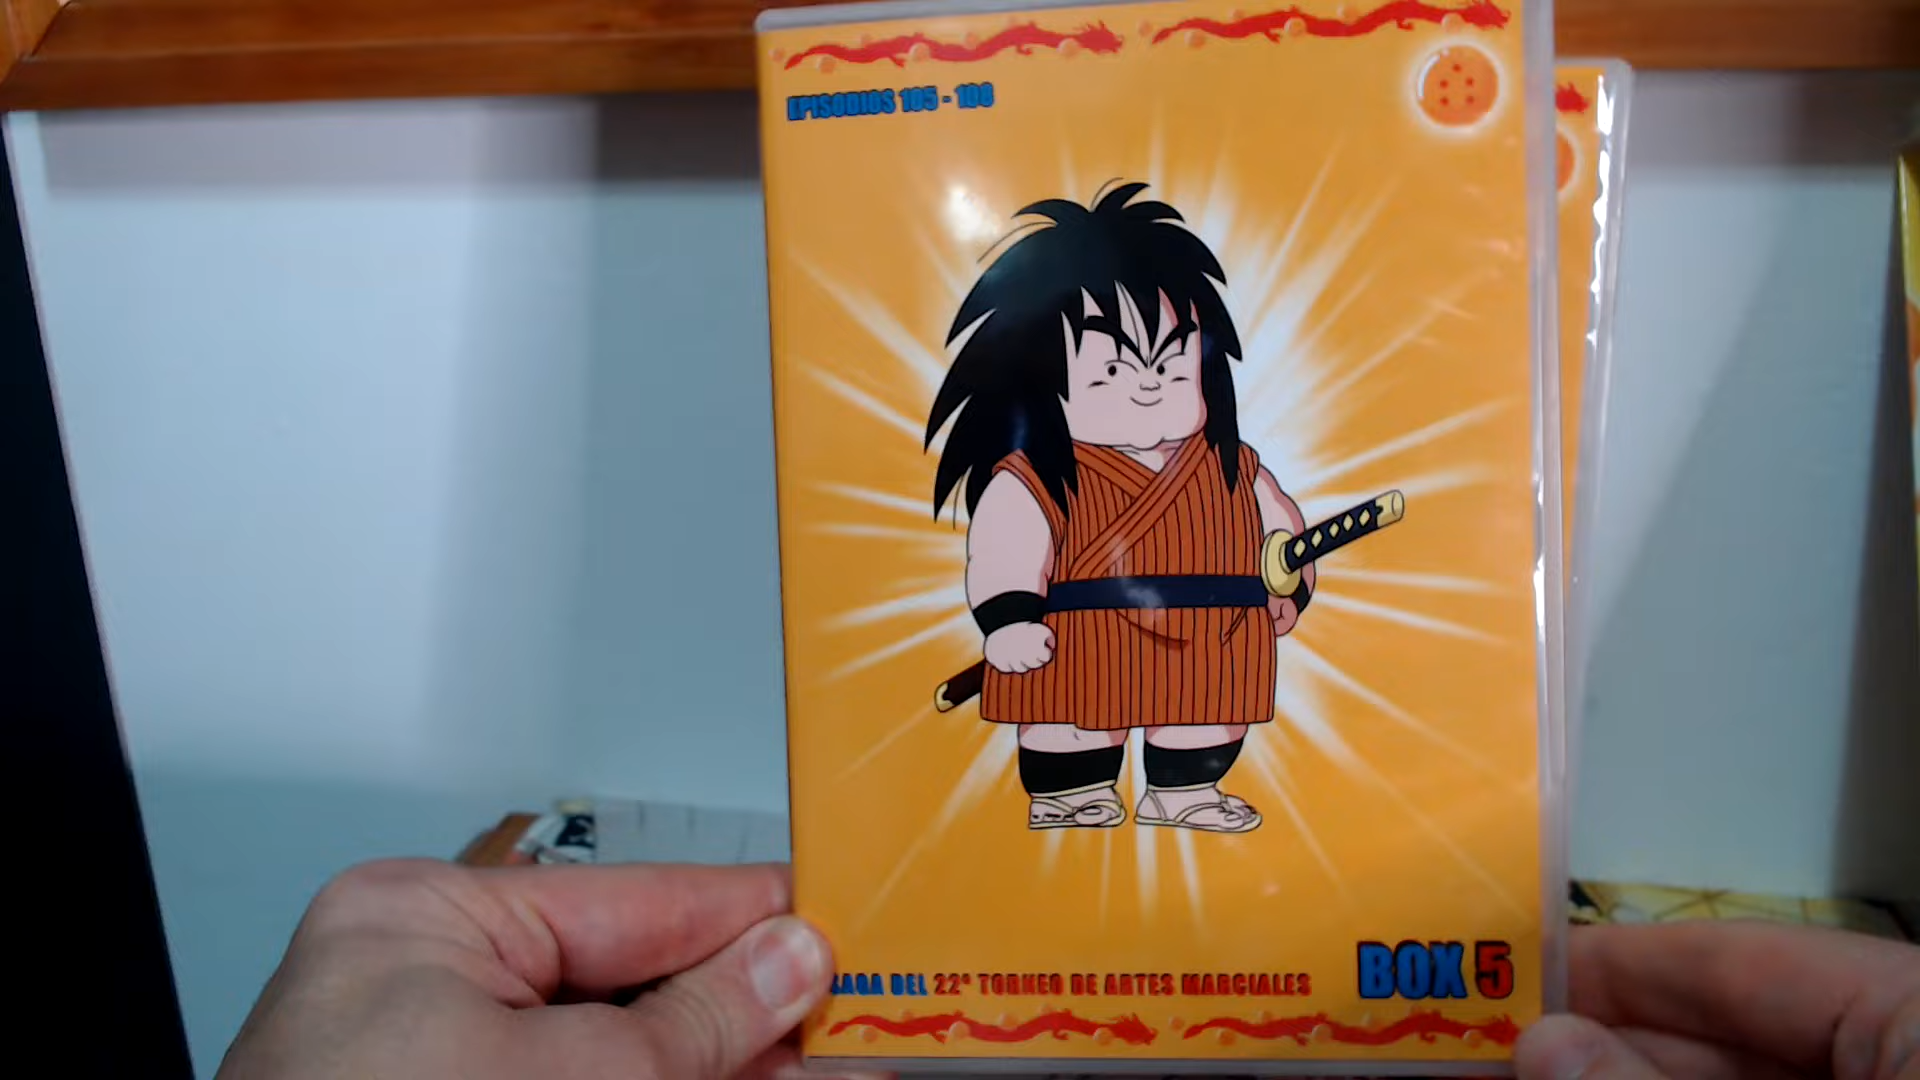 EPISODIOS 105 - 108
SAGA DEL 22º TORNEO DE ARTES MARCIALES
BOX 5